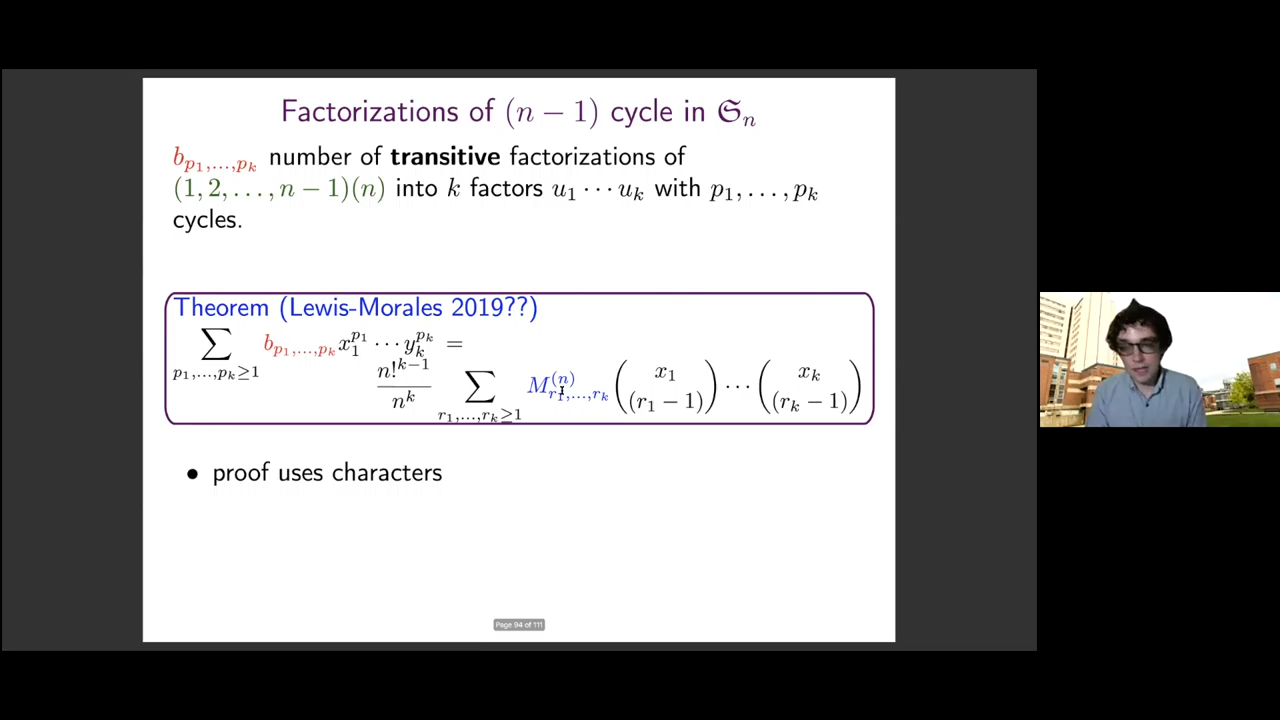 Factorizations of (n − 1) cycle in 𝔖_n
b_{p_1,...,p_k} number of transitive factorizations of
(1, 2, . . . , n − 1)(n) into k factors u_1 · · · u_k with p_1, . . . , p_k
cycles.
Theorem (Lewis-Morales 2019??)
∑_{p_1,...,p_k≥1} b_{p_1,...,p_k} x_1^{p_1} · · · y_k^{p_k} =
\frac{n!^{k−1}}{n^k} ∑_{r_1,...,r_k≥1} M^{(n)}_{r_1,...,r_k} \binom{x_1}{(r_1 − 1)} · · · \binom{x_k}{(r_k − 1)}
• proof uses characters
Page 94 of 111